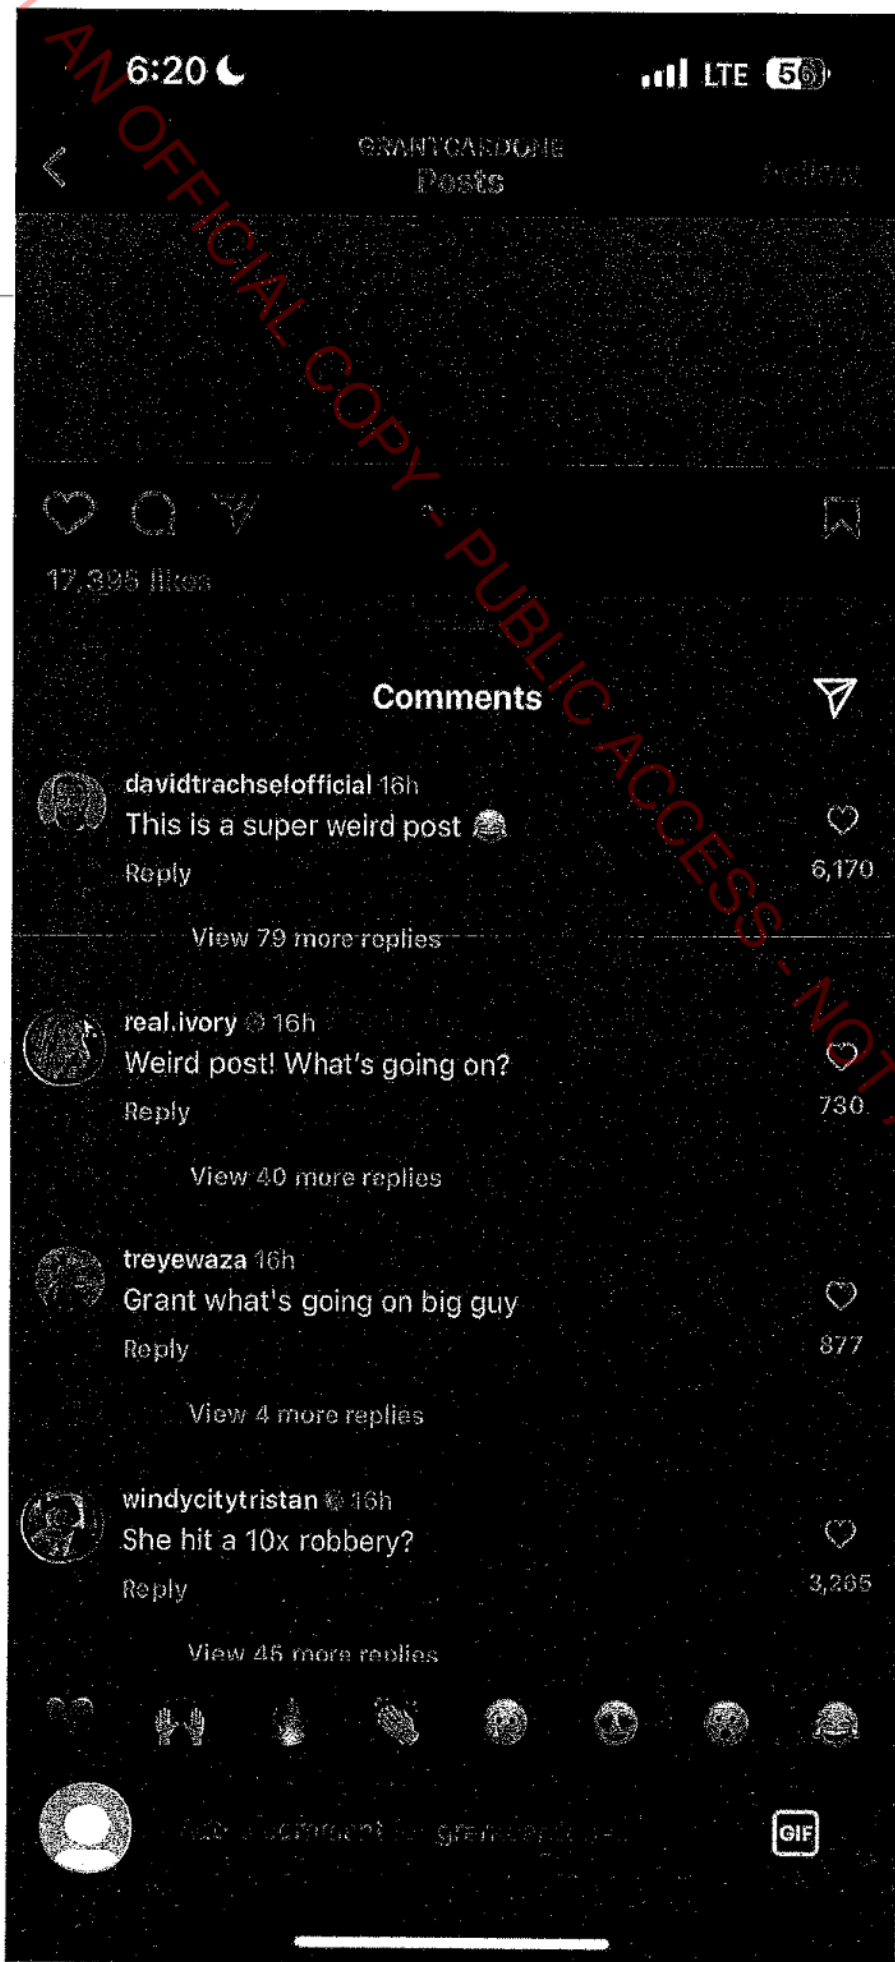 6:20
LTE 56
GRANTCARDONE
Posts
Follow
17,395 likes
Comments
davidtrachselofficial 16h
This is a super weird post 😂
6,170
Reply
View 79 more replies
real.ivory 16h
Weird post! What's going on?
730
Reply
View 40 more replies
treyewaza 16h
Grant what's going on big guy
877
Reply
View 4 more replies
windycitytristan 16h
She hit a 10x robbery?
3,265
Reply
View 45 more replies
comment
GIF
AN OFFICIAL COPY - PUBLIC ACCESS - NOT